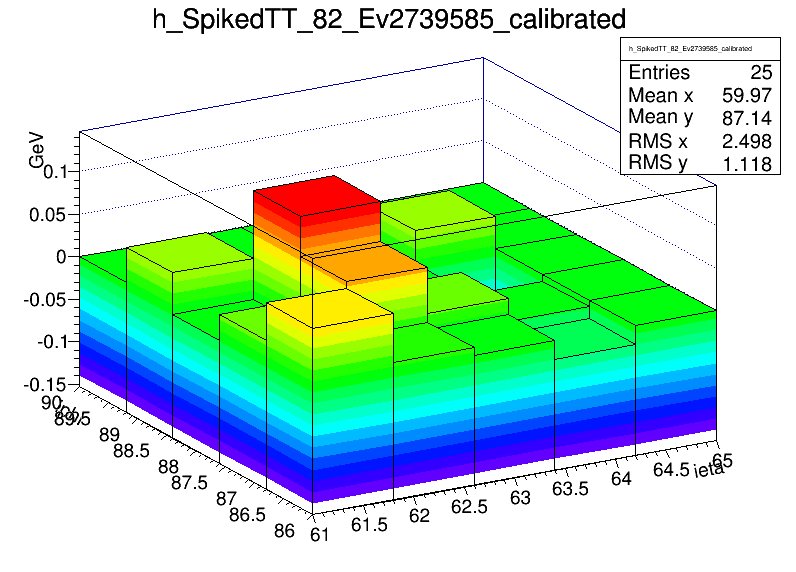 h_SpikedTT_82_Ev2739585_calibrated
h_SpikedTT_82_Ev2739585_calibrated
Entries 25
Mean x 59.97
Mean y 87.14
RMS x 2.498
RMS y 1.118
GeV
0.1
0.05
0
-0.05
-0.1
-0.15
90
89.5
89
88.5
88
87.5
87
86.5
86
61
61.5
62
62.5
63
63.5
64
64.5
65
ieta